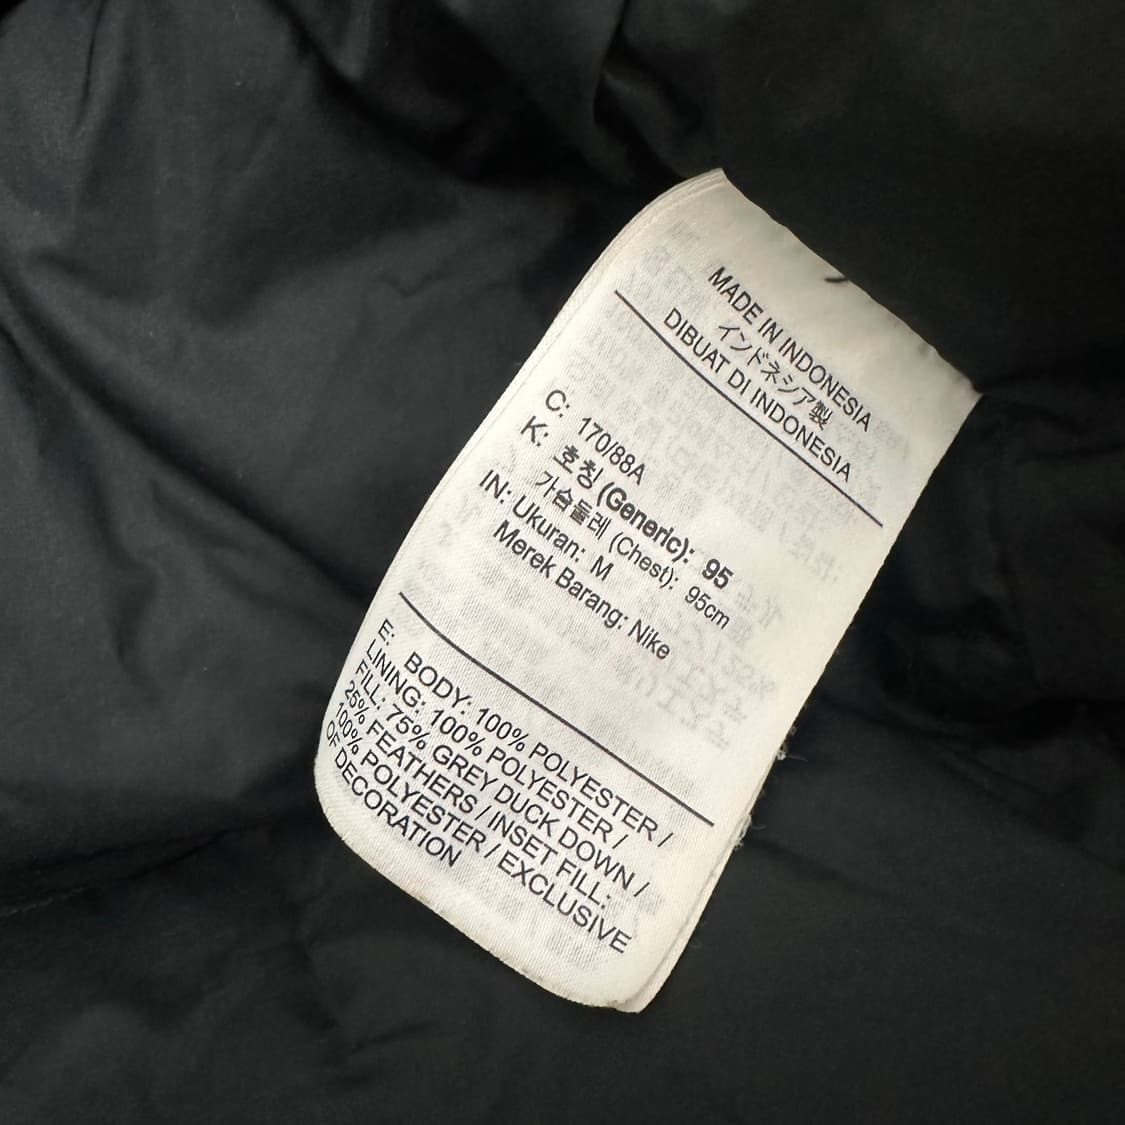 MADE IN INDONESIA
インドネシア製
DIBUAT DI INDONESIA
C: 170/88A
K: 호칭 (Generic): 95
가슴둘레 (Chest): 95cm
IN: Ukuran: M
Merek Barang: Nike
E: BODY: 100% POLYESTER /
LINING: 100% POLYESTER /
FILL: 75% GREY DUCK DOWN /
25% FEATHERS / INSET FILL:
100% POLYESTER / EXCLUSIVE
OF DECORATION